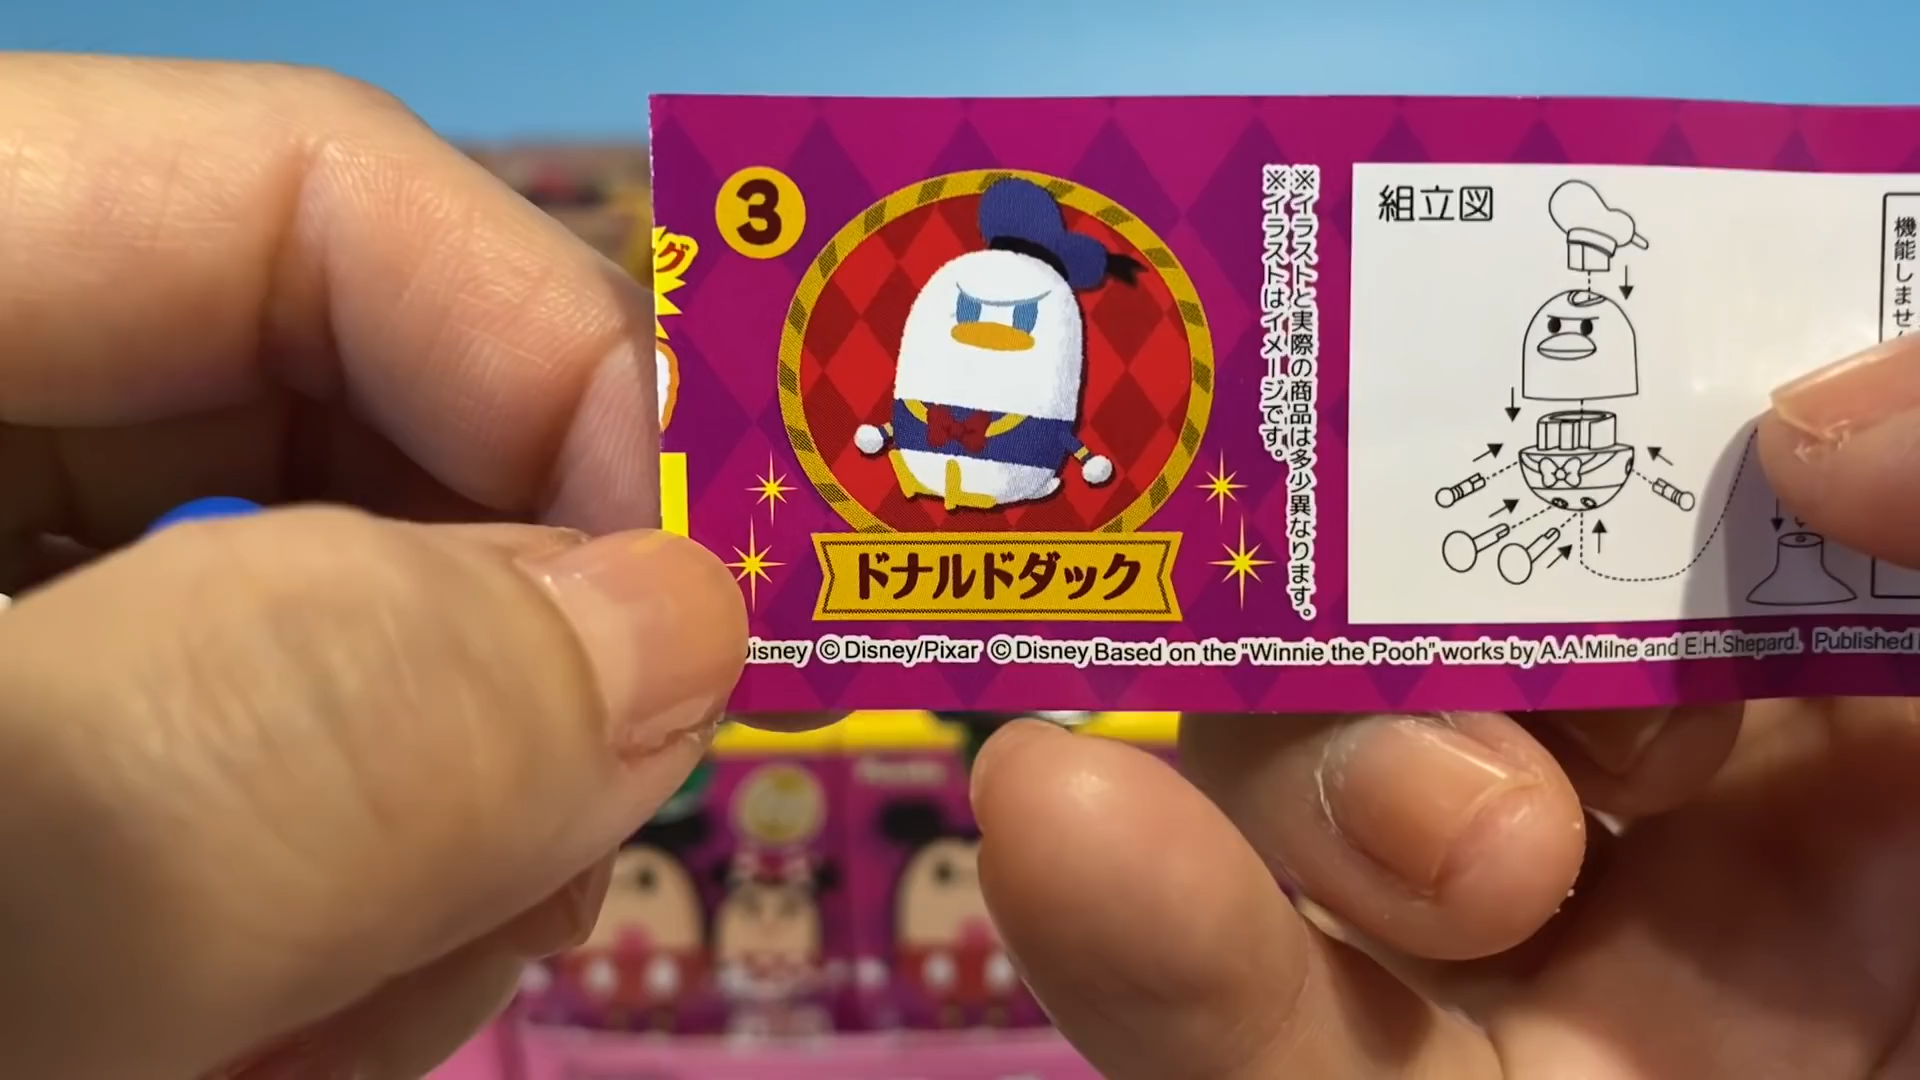 グ
3
ドナルドダック
※イラストと実際の商品は多少異なります。
※イラストはイメージです。
組立図
機能しませ
Disney ©Disney/Pixar ©Disney Based on the "Winnie the Pooh" works by A.A.Milne and E.H.Shepard. Published